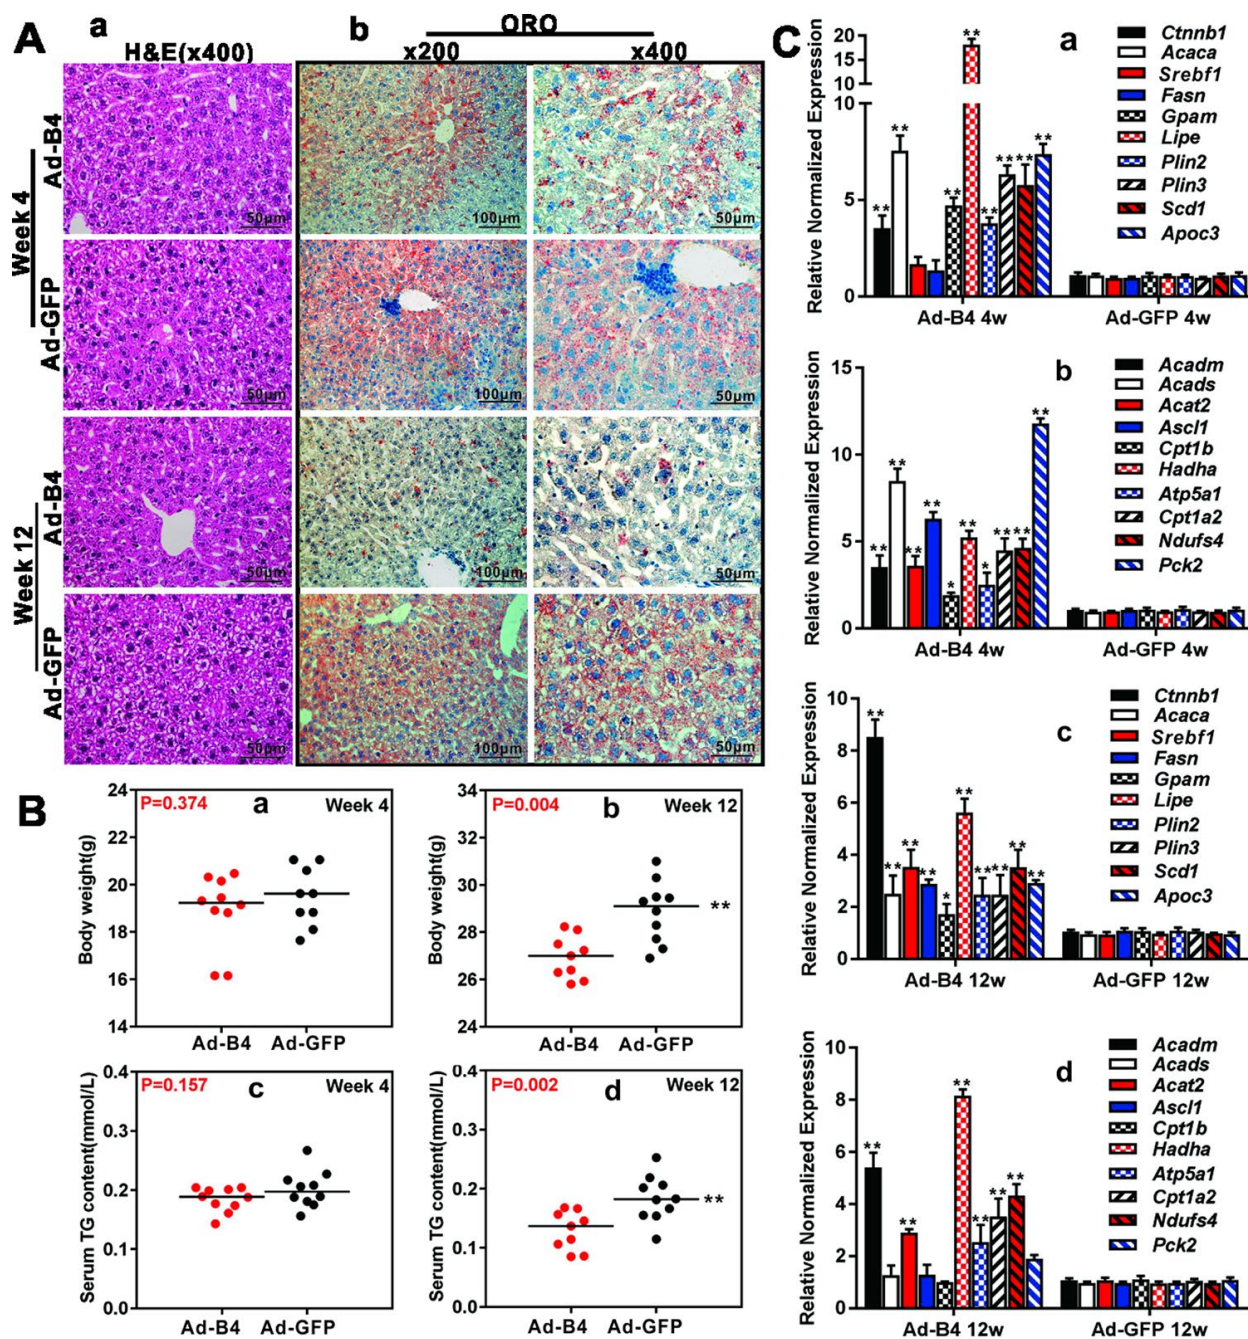 A
a
H&E(x400)
b
ORO
x200
x400
Week 4
Ad-B4
50µm
100µm
50µm
Ad-GFP
50µm
100µm
50µm
Week 12
Ad-B4
50µm
100µm
50µm
Ad-GFP
50µm
100µm
50µm
B
P=0.374
a
Week 4
Body weight(g)
24
22
20
18
16
14
Ad-B4
Ad-GFP
P=0.004
b
Week 12
Body weight(g)
34
32
30
28
26
24
**
Ad-B4
Ad-GFP
P=0.157
c
Week 4
Serum TG content(mmol/L)
0.4
0.3
0.2
0.1
0.0
Ad-B4
Ad-GFP
P=0.002
d
Week 12
Serum TG content(mmol/L)
0.4
0.3
0.2
0.1
0.0
**
Ad-B4
Ad-GFP
C
a
Relative Normalized Expression
20
15
10
10
5
0
** ** ** ** ** ** ** **
Ad-B4 4w
Ad-GFP 4w
Ctnnb1
Acaca
Srebf1
Fasn
Gpam
Lipe
Plin2
Plin3
Scd1
Apoc3
b
Relative Normalized Expression
15
10
5
0
** ** ** ** * ** * ** ** **
Ad-B4 4w
Ad-GFP 4w
Acadm
Acads
Acat2
Ascl1
Cpt1b
Hadha
Atp5a1
Cpt1a2
Ndufs4
Pck2
c
Relative Normalized Expression
10
8
6
4
2
0
** ** ** ** * ** ** ** ** **
Ad-B4 12w
Ad-GFP 12w
Ctnnb1
Acaca
Srebf1
Fasn
Gpam
Lipe
Plin2
Plin3
Scd1
Apoc3
d
Relative Normalized Expression
10
8
6
4
2
0
** ** ** ** ** **
Ad-B4 12w
Ad-GFP 12w
Acadm
Acads
Acat2
Ascl1
Cpt1b
Hadha
Atp5a1
Cpt1a2
Ndufs4
Pck2